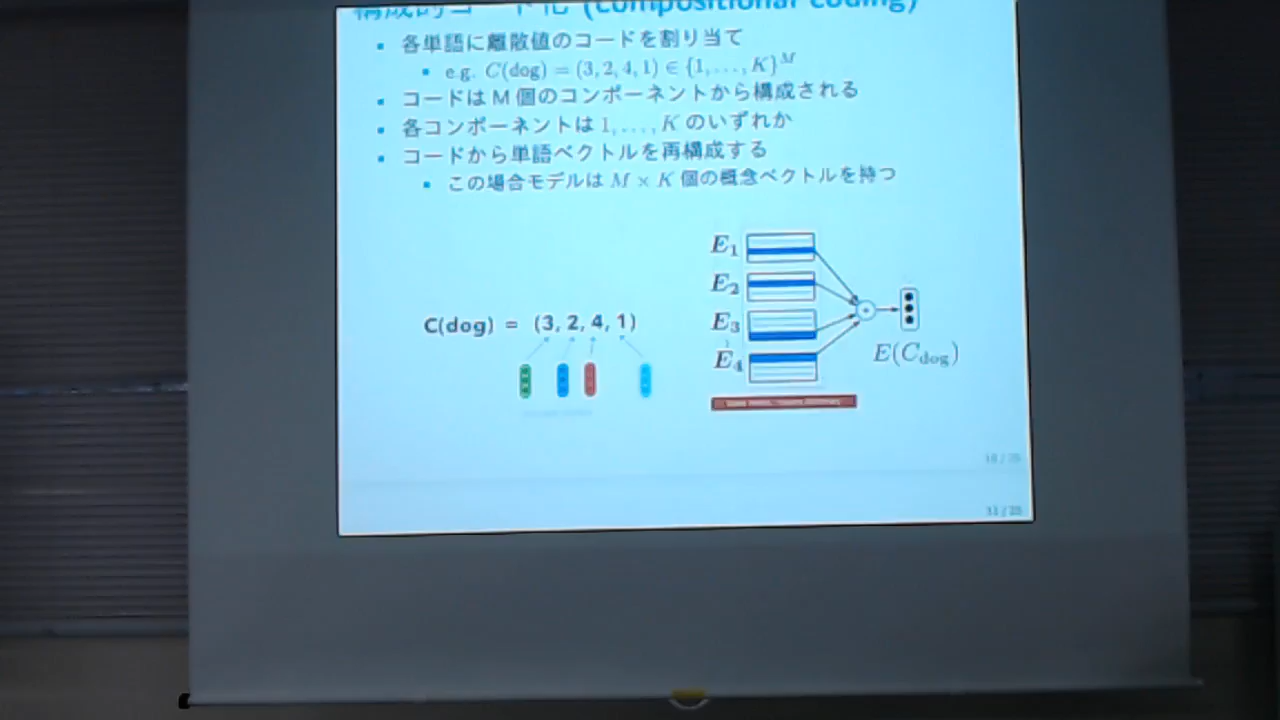 構成的コード化 (compositional coding)
▪ 各単語に離散値のコードを割り当て
▪ e.g. C(dog) = (3, 2, 4, 1) ∈ {1, . . . , K}^M
▪ コードは M 個のコンポーネントから構成される
▪ 各コンポーネントは 1, . . . , K のいずれか
▪ コードから単語ベクトルを再構成する
▪ この場合モデルは M × K 個の概念ベクトルを持つ
C(dog) = (3, 2, 4, 1)
E₁
E₂
E₃
E₄
E(C_dog)